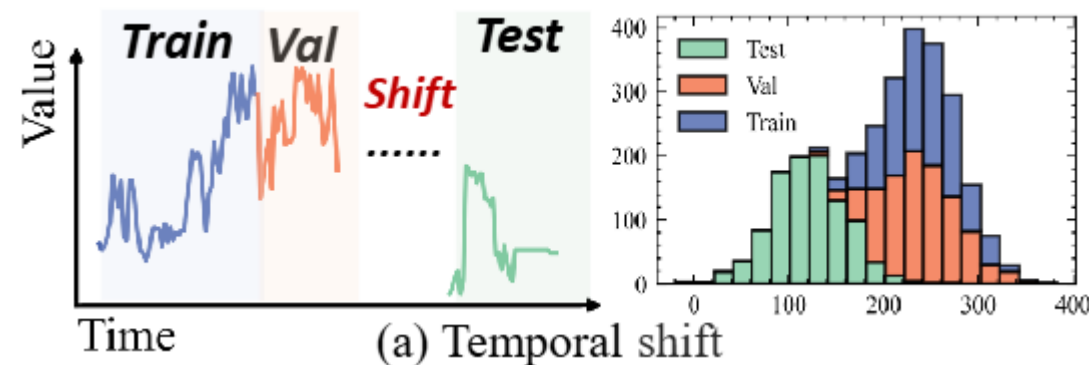 Train
Val
Test
Shift
......
Value
Time
400
300
200
100
0
Test
Val
Train
0
100
200
300
400
(a) Temporal shift